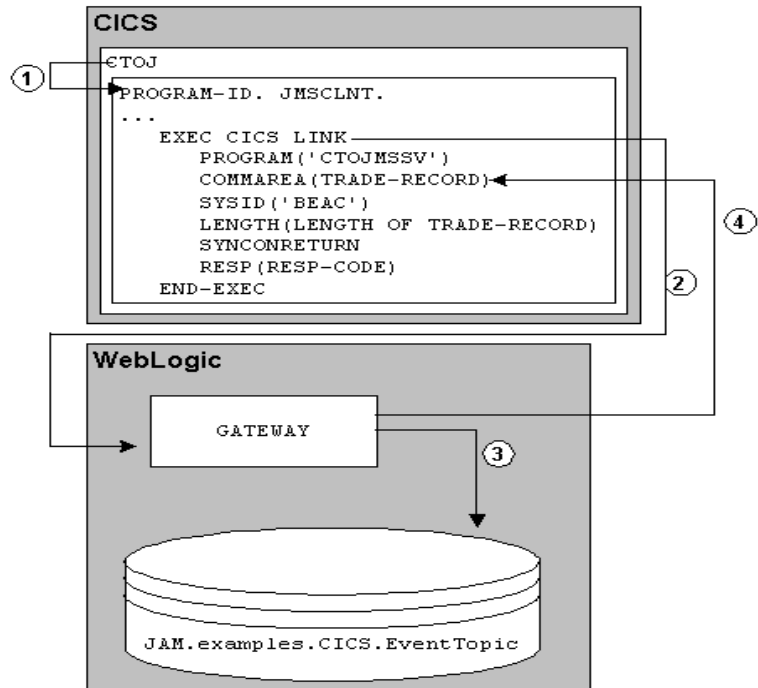 CICS
CTOJ
1
PROGRAM-ID. JMSCLNT.
...
EXEC CICS LINK
PROGRAM('CTOJMSSV')
COMMAREA(TRADE-RECORD)
SYSID('BEAC')
LENGTH(LENGTH OF TRADE-RECORD)
SYNCONRETURN
RESP(RESP-CODE)
END-EXEC
4
2
WebLogic
GATEWAY
3
JAM.examples.CICS.EventTopic